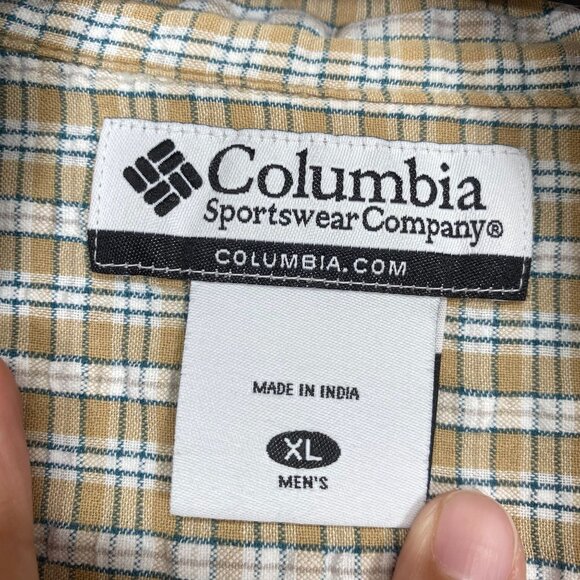 Columbia
Sportswear Company®
COLUMBIA.COM
MADE IN INDIA
XL
MEN'S